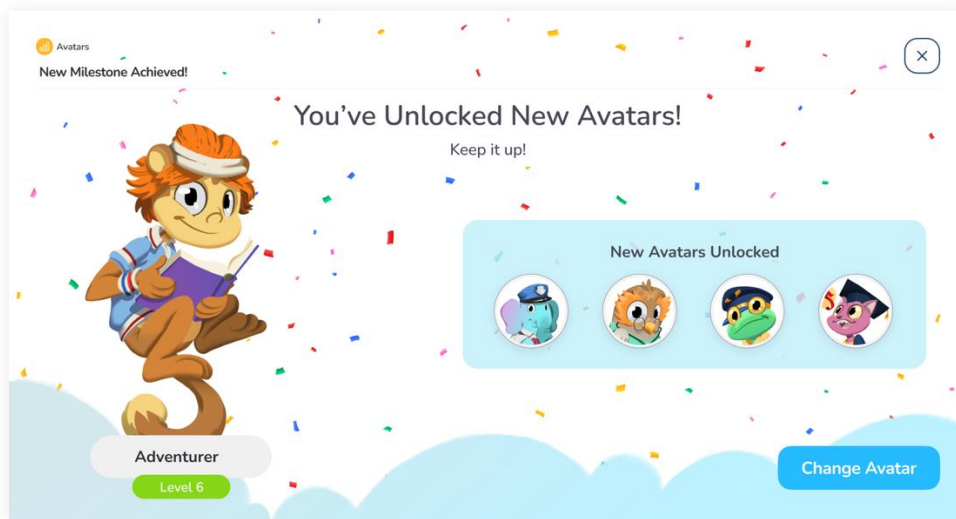 Avatars
New Milestone Achieved!
You’ve Unlocked New Avatars!
Keep it up!
New Avatars Unlocked
Adventurer
Level 6
Change Avatar